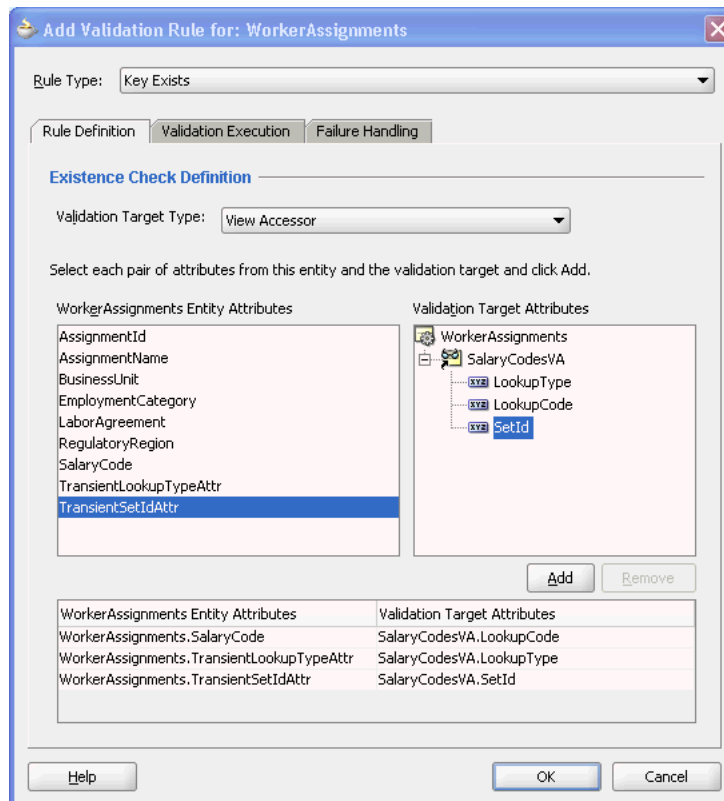 Add Validation Rule for: WorkerAssignments
Rule Type: Key Exists
Rule Definition Validation Execution Failure Handling
Existence Check Definition
Validation Target Type: View Accessor
Select each pair of attributes from this entity and the validation target and click Add.
WorkerAssignments Entity Attributes Validation Target Attributes
AssignmentId WorkerAssignments
AssignmentName SalaryCodesVA
BusinessUnit xyz LookupType
EmploymentCategory xyz LookupCode
LaborAgreement xyz SetId
RegulatoryRegion
SalaryCode
TransientLookupTypeAttr
TransientSetIdAttr
Add Remove
WorkerAssignments Entity Attributes Validation Target Attributes
WorkerAssignments.SalaryCode SalaryCodesVA.LookupCode
WorkerAssignments.TransientLookupTypeAttr SalaryCodesVA.LookupType
WorkerAssignments.TransientSetIdAttr SalaryCodesVA.SetId
Help OK Cancel